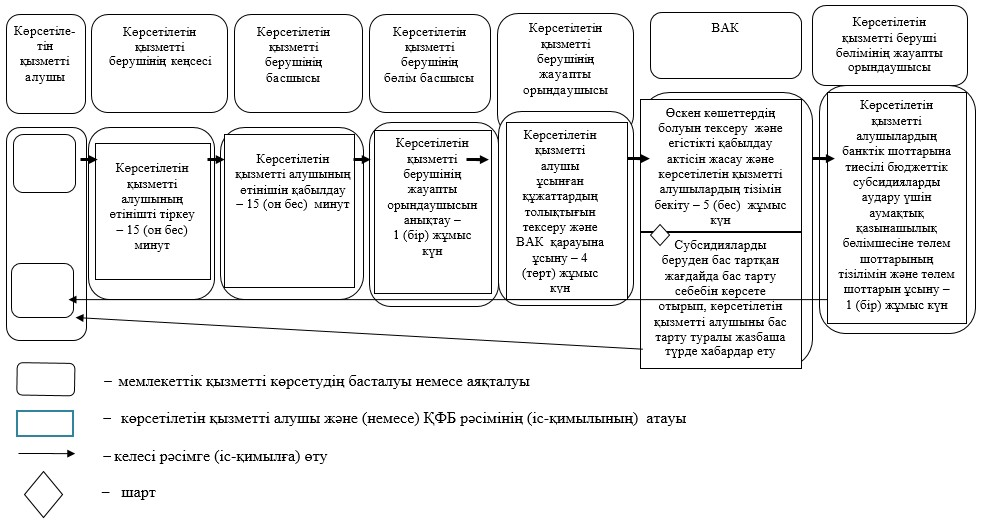 Көрсетіле-
тін
қызметті
алушы
Көрсетілетін
қызметті
берушінің кеңсесі
Көрсетілетін
қызметті
берушінің
басшысы
Көрсетілетін
қызметті
берушінің
бөлім басшысы
Көрсетілетін
қызметті
берушінің
жауапты
орындаушысы
ВАК
Көрсетілетін
қызметті беруші
бөлімінің жауапты
орындаушысы
Көрсетілетін
қызметті
алушының
өтінішті тіркеу
– 15 (он бес)
минут
Көрсетілетін
қызметті алушының
өтінішін қабылдау
– 15 (он бес) минут
Көрсетілетін
қызметті
берушінің
жауапты
орындаушысын
анықтау –
1 (бір) жұмыс
күн
Көрсетілетін
қызметті
алушы
ұсынған
құжаттардың
толықтығын
тексеру және
ВАК қарауына
ұсыну – 4
(төрт) жұмыс
күн
Өскен көшеттердің
болуын тексеру және
егістікті қабылдау
актісін жасау және
көрсетілетін қызметті
алушылардың тізімін
бекіту – 5 (бес) жұмыс
күн
Субсидияларды
беруден бас тартқан
жағдайда бас тарту
себебін көрсете
отырып, көрсетілетін
қызметті алушыны бас
тарту туралы жазбаша
түрде хабардар ету
Көрсетілетін
қызметті
алушылардың
банктік шоттарына
тиесілі бюджеттік
субсидияларды
аудару үшін
аумақтық
қазынашылық
бөлімшесіне төлем
шоттарының
тізілімін және төлем
шоттарын ұсыну –
1 (бір) жұмыс күн
– мемлекеттік қызметті көрсетудің басталуы немесе аяқталуы
– көрсетілетін қызметті алушы және (немесе) ҚФБ рәсімінің (іс-қимылының) атауы
– келесі рәсімге (іс-қимылға) өту
– шарт